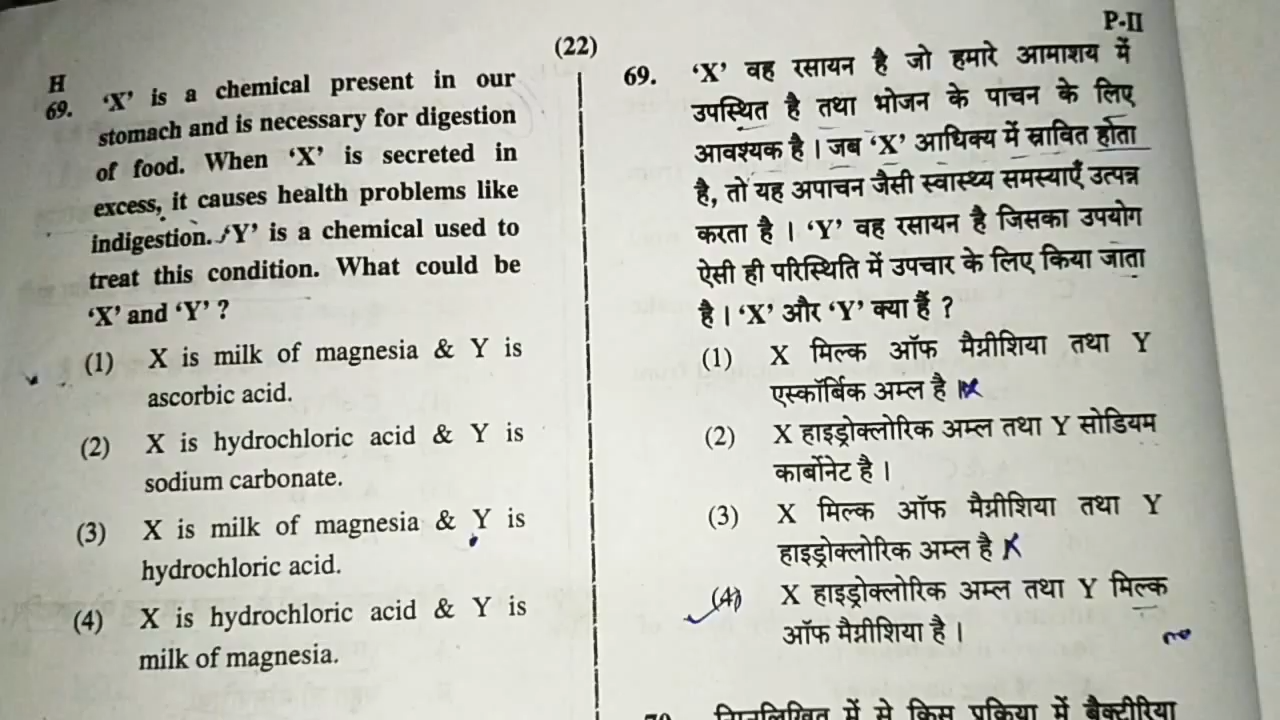 P-II
(22)
H
69. ‘X’ is a chemical present in our
stomach and is necessary for digestion
of food. When ‘X’ is secreted in
excess, it causes health problems like
indigestion. ‘Y’ is a chemical used to
treat this condition. What could be
‘X’ and ‘Y’ ?
(1) X is milk of magnesia & Y is
ascorbic acid.
(2) X is hydrochloric acid & Y is
sodium carbonate.
(3) X is milk of magnesia & Y is
hydrochloric acid.
(4) X is hydrochloric acid & Y is
milk of magnesia.
69. ‘X’ वह रसायन है जो हमारे आमाशय में
उपस्थित है तथा भोजन के पाचन के लिए
आवश्यक है । जब ‘X’ आधिक्य में स्रावित होता
है, तो यह अपाचन जैसी स्वास्थ्य समस्याएँ उत्पन्न
करता है । ‘Y’ वह रसायन है जिसका उपयोग
ऐसी ही परिस्थिति में उपचार के लिए किया जाता
है । ‘X’ और ‘Y’ क्या हैं ?
(1) X मिल्क ऑफ मैग्नीशिया तथा Y
एस्कॉर्बिक अम्ल है ।
(2) X हाइड्रोक्लोरिक अम्ल तथा Y सोडियम
कार्बोनेट है ।
(3) X मिल्क ऑफ मैग्नीशिया तथा Y
हाइड्रोक्लोरिक अम्ल है ।
(4) X हाइड्रोक्लोरिक अम्ल तथा Y मिल्क
ऑफ मैग्नीशिया है ।
70. निम्नलिखित में से किस प्रक्रिया में बैक्टीरिया